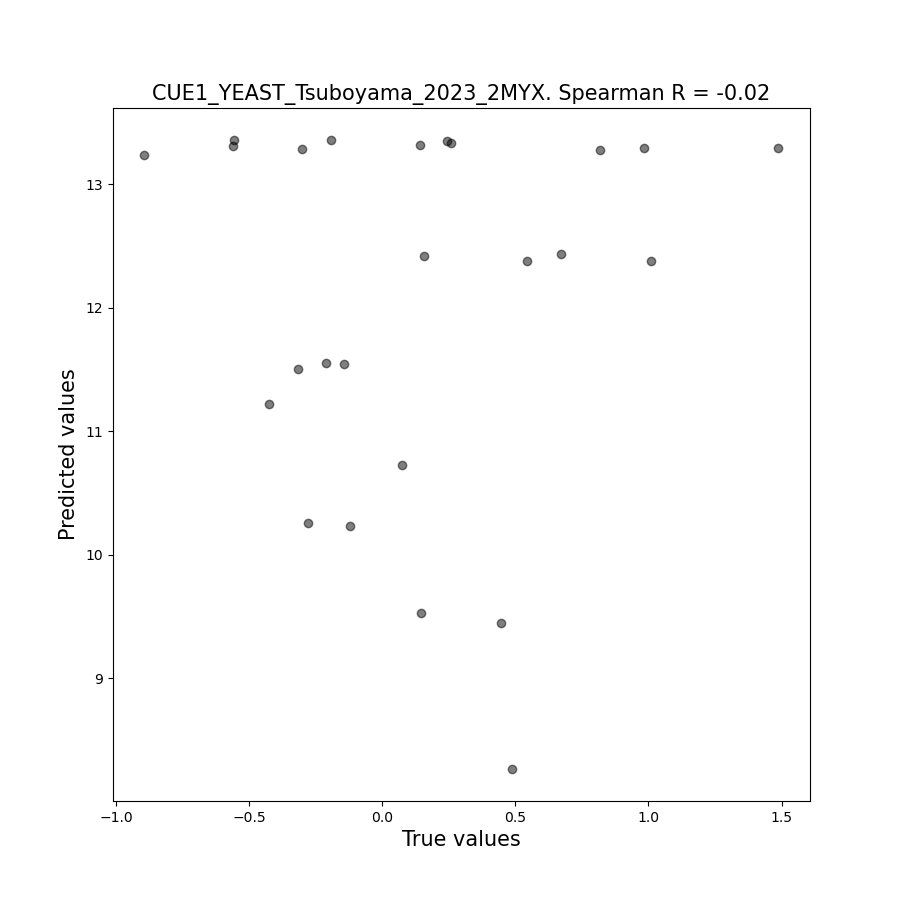 CUE1_YEAST_Tsuboyama_2023_2MYX. Spearman R = -0.02
Predicted values
13
12
11
10
9
−1.0 −0.5 0.0 0.5 1.0 1.5
True values